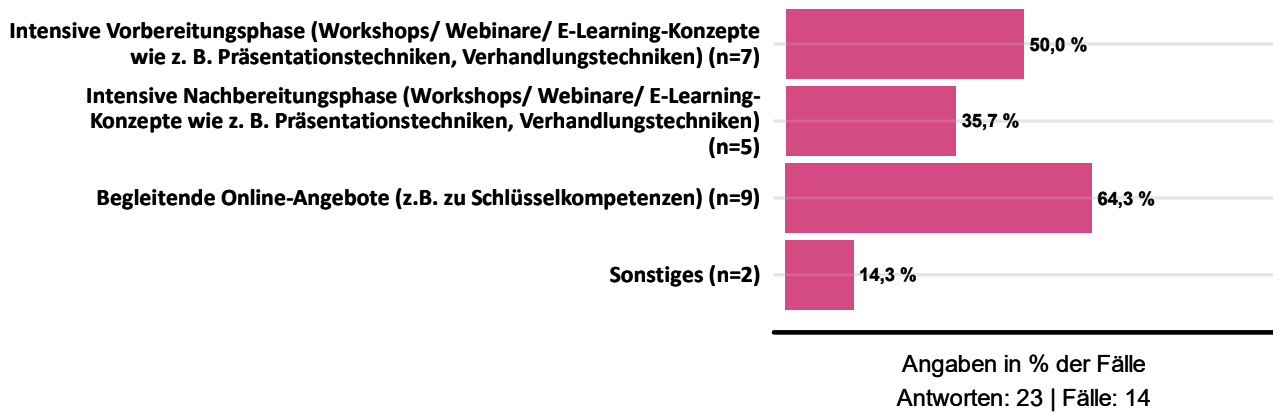 Intensive Vorbereitungsphase (Workshops/ Webinare/ E-Learning-Konzepte
wie z. B. Präsentationstechniken, Verhandlungstechniken) (n=7)
50,0 %
Intensive Nachbereitungsphase (Workshops/ Webinare/ E-Learning-
Konzepte wie z. B. Präsentationstechniken, Verhandlungstechniken)
(n=5)
35,7 %
Begleitende Online-Angebote (z.B. zu Schlüsselkompetenzen) (n=9)
64,3 %
Sonstiges (n=2)
14,3 %
Angaben in % der Fälle
Antworten: 23 | Fälle: 14